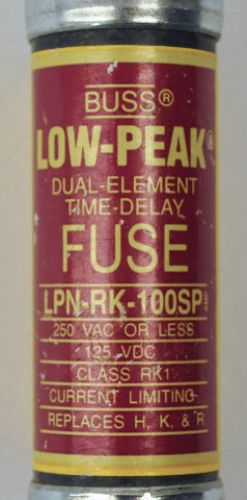 BUSS®
LOW-PEAK®
DUAL-ELEMENT
TIME-DELAY
FUSE
LPN-RK-100SP
250 VAC OR LESS
125 VDC
CLASS RK1
CURRENT LIMITING
REPLACES H, K, & R